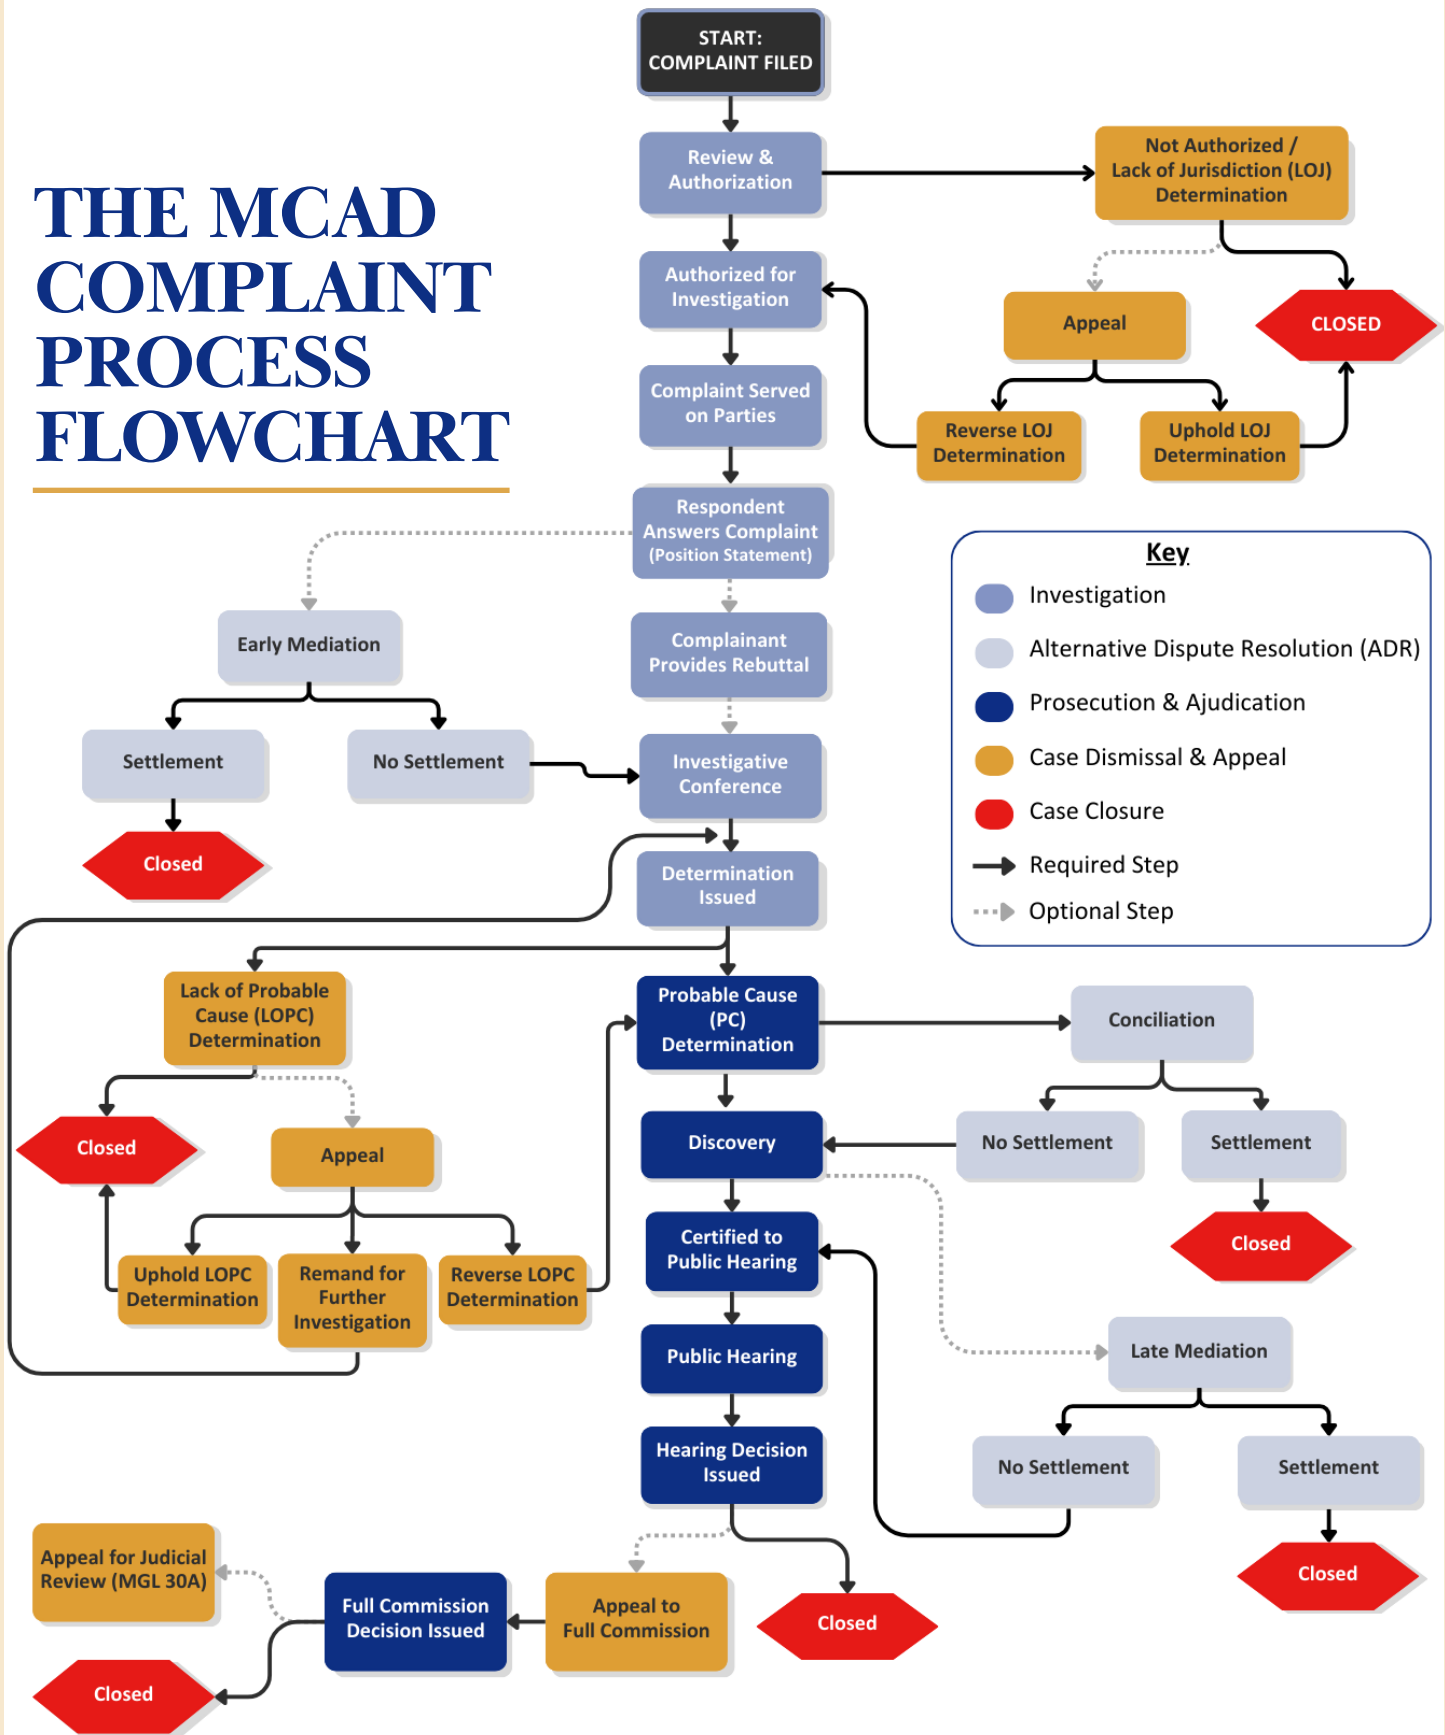 START:
COMPLAINT FILED
Review &
Authorization
Not Authorized /
Lack of Jurisdiction (LOJ)
Determination
THE MCAD
COMPLAINT
PROCESS
FLOWCHART
Authorized for
Investigation
Appeal
CLOSED
Complaint Served
on Parties
Reverse LOJ
Determination
Uphold LOJ
Determination
Respondent
Answers Complaint
(Position Statement)
Key
Investigation
Alternative Dispute Resolution (ADR)
Prosecution & Ajudication
Case Dismissal & Appeal
Case Closure
Required Step
Optional Step
Early Mediation
Complainant
Provides Rebuttal
Settlement
No Settlement
Investigative
Conference
Closed
Determination
Issued
Lack of Probable
Cause (LOPC)
Determination
Probable Cause
(PC)
Determination
Conciliation
Closed
Appeal
Discovery
No Settlement
Settlement
Uphold LOPC
Determination
Remand for
Further
Investigation
Reverse LOPC
Determination
Certified to
Public Hearing
Closed
Public Hearing
Late Mediation
Hearing Decision
Issued
No Settlement
Settlement
Appeal for Judicial
Review (MGL 30A)
Full Commission
Decision Issued
Appeal to
Full Commission
Closed
Closed
Closed